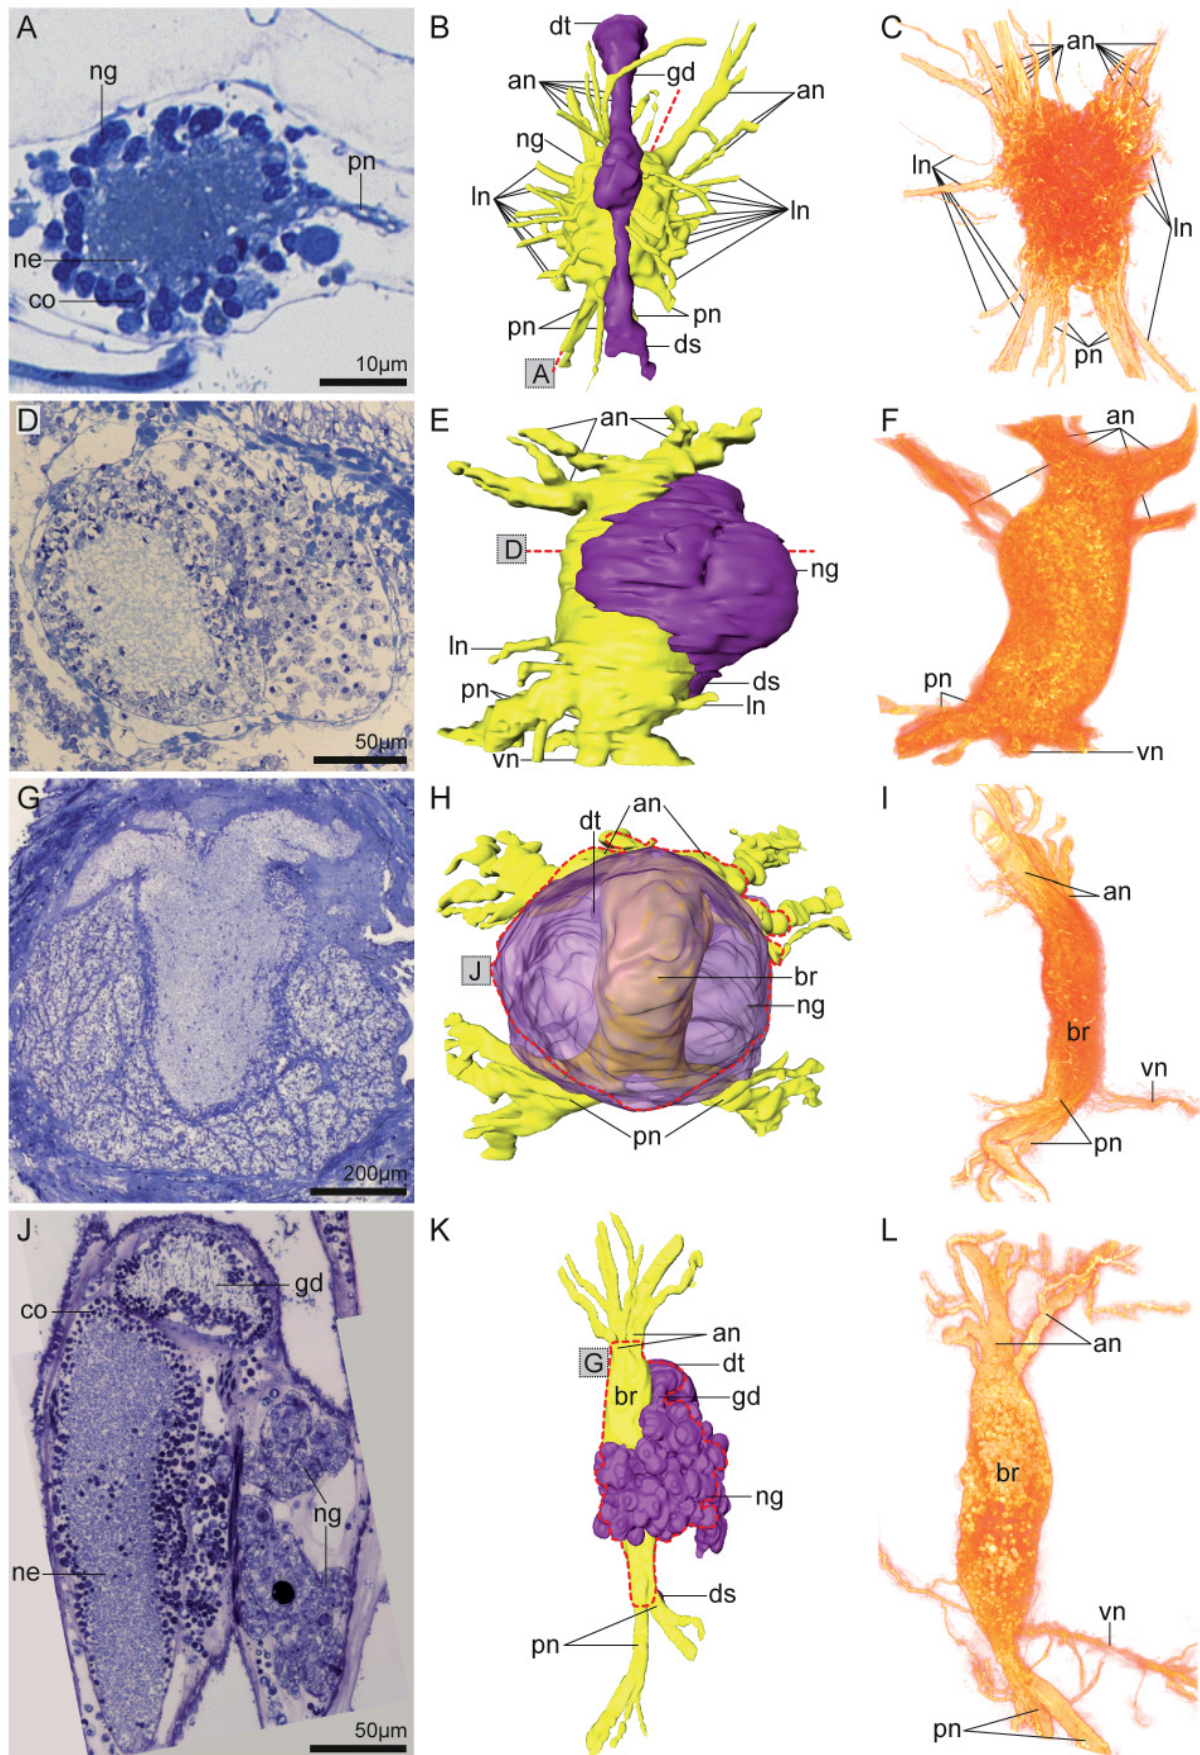 A
ng
pn
ne
co
10µm
B
dt
gd
an
an
ng
ln
ln
pn
pn
ds
A
C
an
ln
ln
pn
D
50µm
E
an
D
ng
ln
pn
ds
ln
vn
F
an
pn
vn
G
200µm
H
an
dt
J
br
ng
pn
I
an
br
vn
pn
J
gd
co
ng
ne
50µm
K
an
G
dt
br
gd
ng
ds
pn
L
an
br
vn
pn